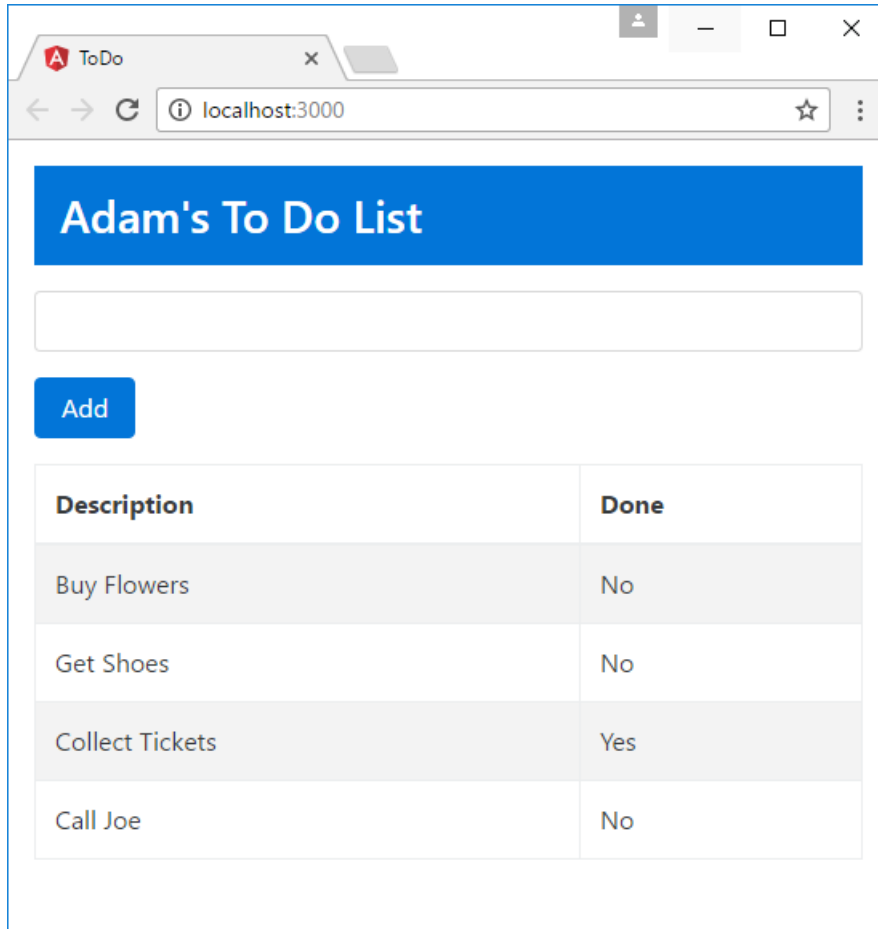 ToDo
localhost:3000
Adam's To Do List
Add
Description Done
Buy Flowers No
Get Shoes No
Collect Tickets Yes
Call Joe No